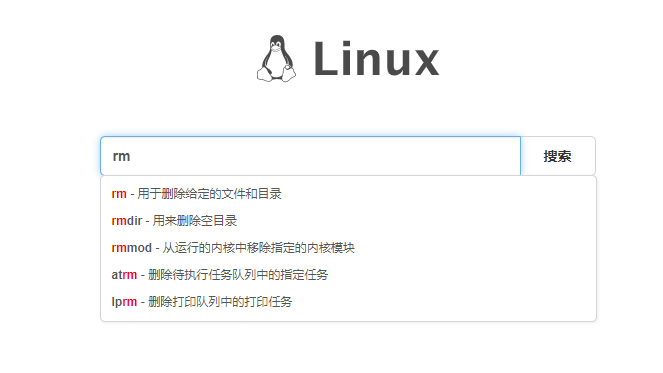 Linux
rm
搜索
rm - 用于删除给定的文件和目录
rmdir - 用来删除空目录
rmmod - 从运行的内核中移除指定的内核模块
atrm - 删除待执行任务队列中的指定任务
lprm - 删除打印队列中的打印任务